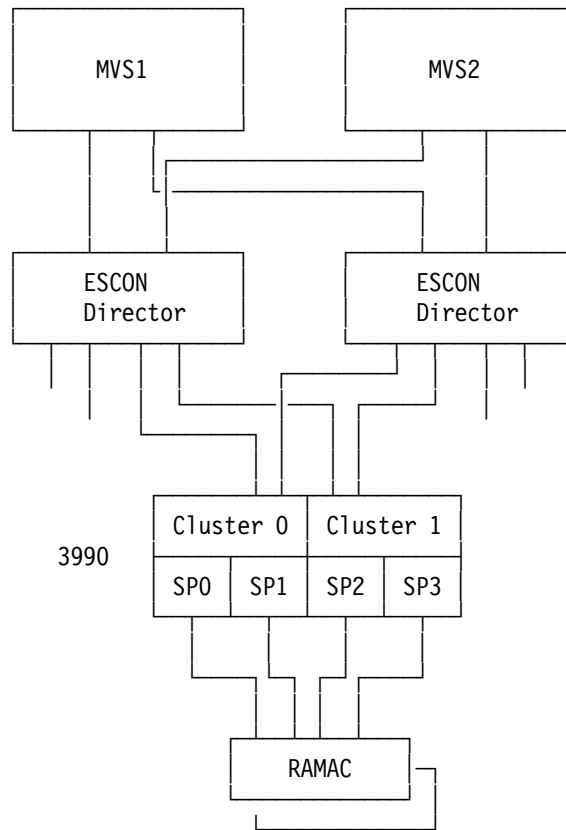 MVS1
MVS2
ESCON
Director
ESCON
Director
Cluster 0
Cluster 1
3990
SP0
SP1
SP2
SP3
RAMAC